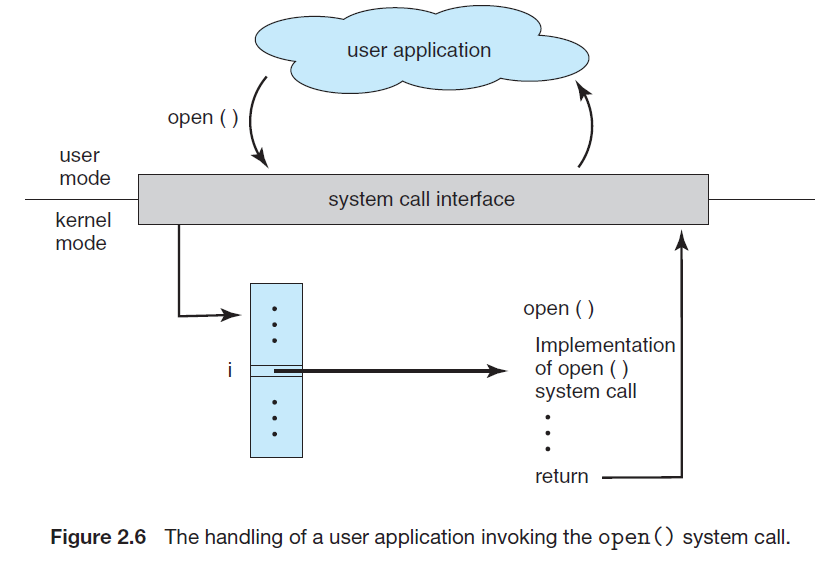 user application
open ( )
user
mode
system call interface
kernel
mode
open ( )
i
Implementation
of open ( )
system call
return
Figure 2.6 The handling of a user application invoking the open() system call.